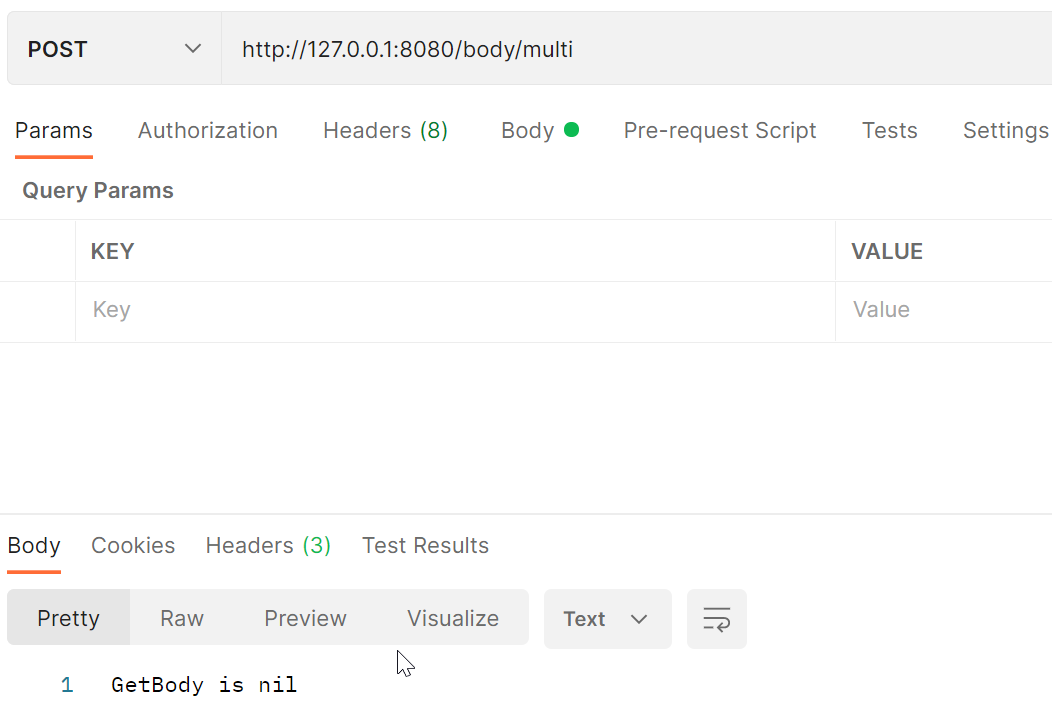 POST http://127.0.0.1:8080/body/multi
Params Authorization Headers (8) Body Pre-request Script Tests Settings
Query Params
KEY VALUE
Key Value
Body Cookies Headers (3) Test Results
Pretty Raw Preview Visualize Text
1 GetBody is nil